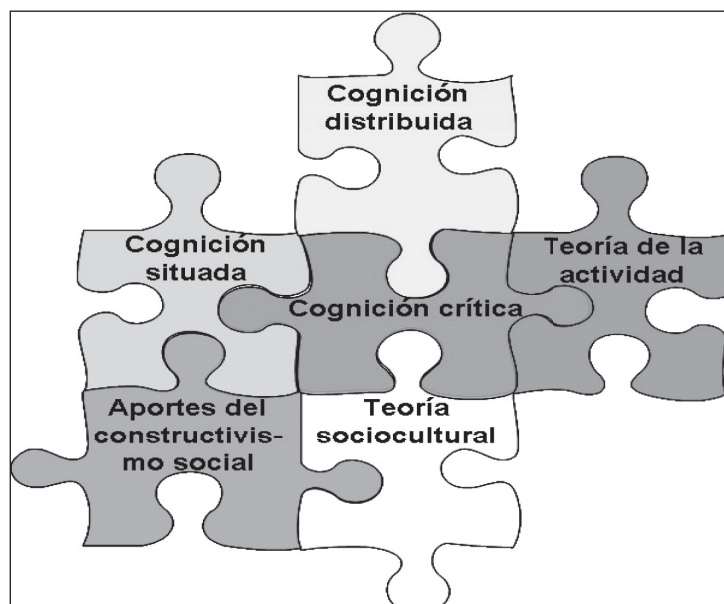 Cognición
distribuida
Cognición
situada
Teoría de la
actividad
Cognición crítica
Aportes del
constructivis-
mo social
Teoría
sociocultural